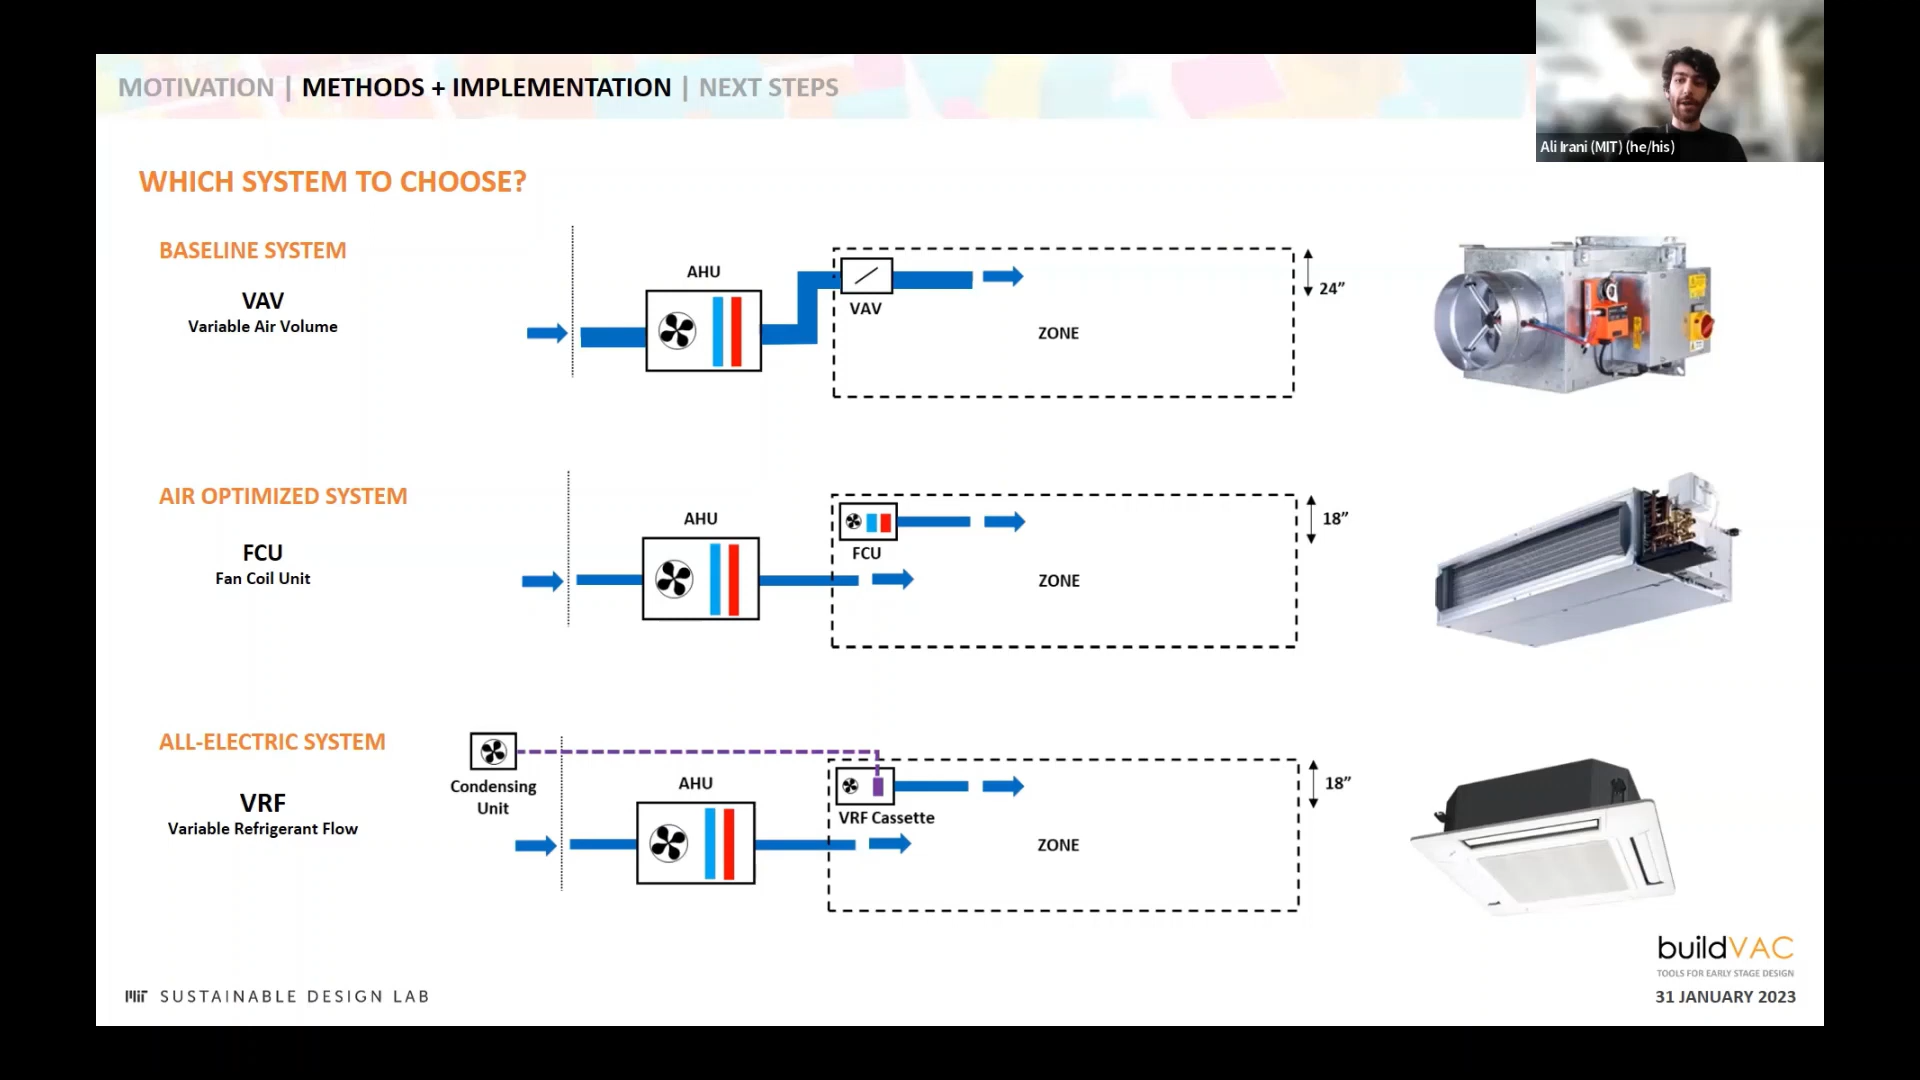 MOTIVATION | METHODS + IMPLEMENTATION | NEXT STEPS
Ali Irani (MIT) (he/his)
WHICH SYSTEM TO CHOOSE?
BASELINE SYSTEM
VAV
Variable Air Volume
AHU
VAV
ZONE
24”
AIR OPTIMIZED SYSTEM
FCU
Fan Coil Unit
AHU
FCU
ZONE
18”
ALL-ELECTRIC SYSTEM
VRF
Variable Refrigerant Flow
Condensing
Unit
AHU
VRF Cassette
ZONE
18”
buildVAC
TOOLS FOR EARLY STAGE DESIGN
31 JANUARY 2023
MIT SUSTAINABLE DESIGN LAB